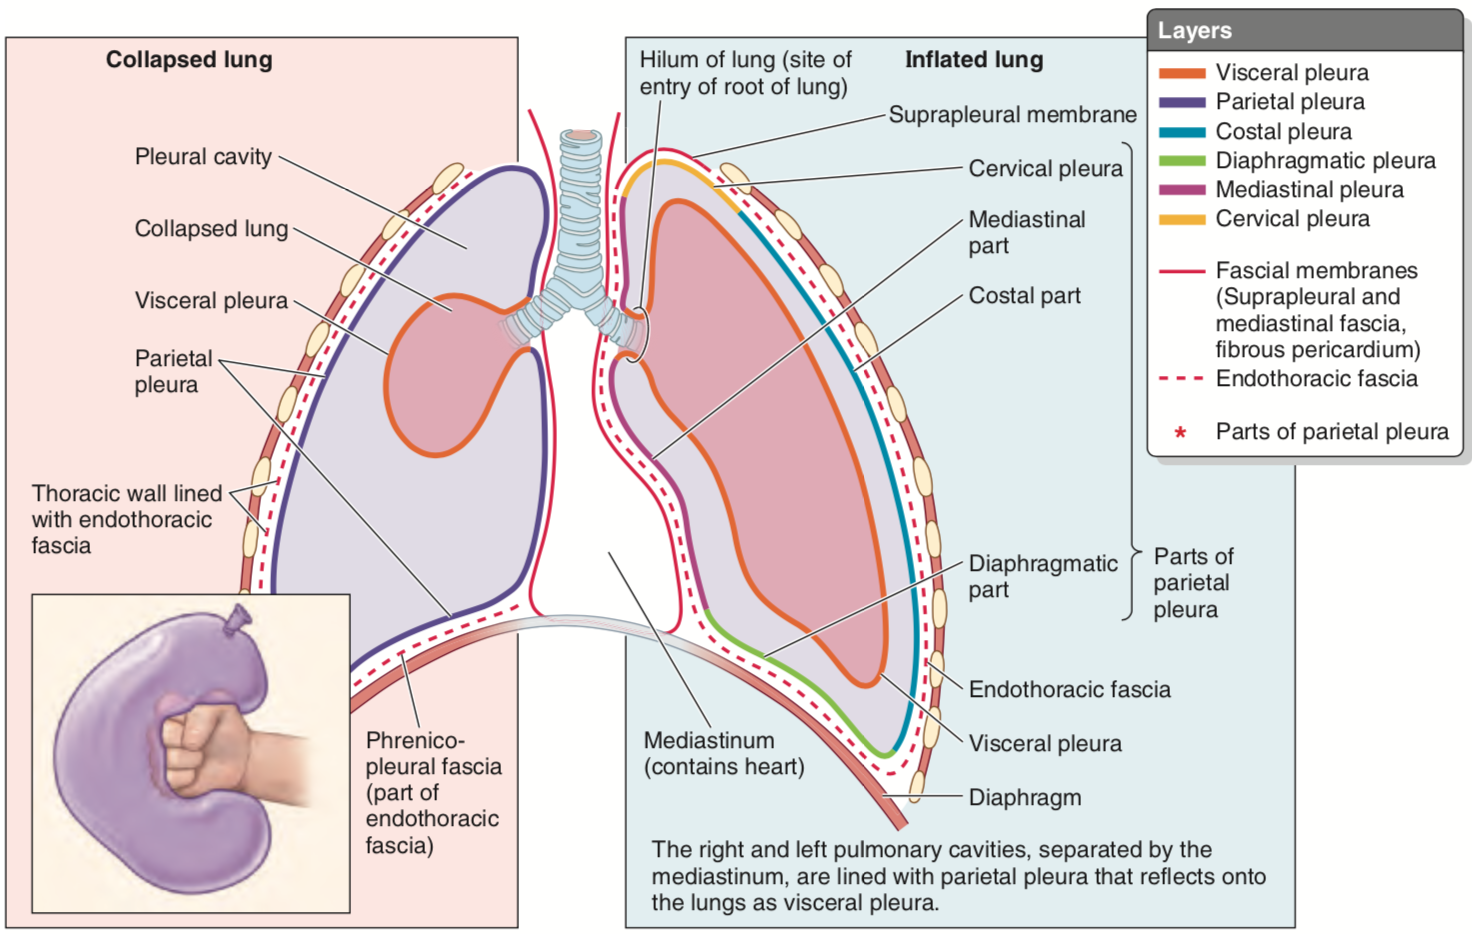 Collapsed lung
Pleural cavity
Collapsed lung
Visceral pleura
Parietal
pleura
Thoracic wall lined
with endothoracic
fascia
Phrenico-
pleural fascia
(part of
endothoracic
fascia)
Hilum of lung (site of
entry of root of lung)
Inflated lung
Suprapleural membrane
Cervical pleura
Mediastinal
part
Costal part
Diaphragmatic
part
Parts of
parietal
pleura
Endothoracic fascia
Visceral pleura
Diaphragm
Mediastinum
(contains heart)
The right and left pulmonary cavities, separated by the
mediastinum, are lined with parietal pleura that reflects onto
the lungs as visceral pleura.
Layers
Visceral pleura
Parietal pleura
Costal pleura
Diaphragmatic pleura
Mediastinal pleura
Cervical pleura
Fascial membranes
(Suprapleural and
mediastinal fascia,
fibrous pericardium)
Endothoracic fascia
* Parts of parietal pleura